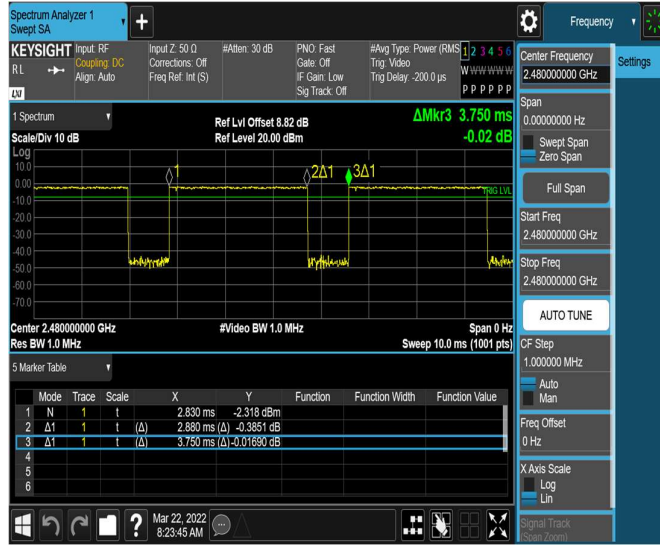 Spectrum Analyzer 1
Swept SA
+
Frequency
KEYSIGHT
RL
LXI
Input: RF
Coupling: DC
Align: Auto
Input Z: 50 Ω
Corrections: Off
Freq Ref: Int (S)
#Atten: 30 dB
PNO: Fast
Gate: Off
IF Gain: Low
Sig Track: Off
#Avg Type: Power (RMS
Trig: Video
Trig Delay: -200.0 µs
1 2 3 4 5 6
W W W W W W
P P P P P P
1 Spectrum
Scale/Div 10 dB
Ref Lvl Offset 8.82 dB
Ref Level 20.00 dBm
ΔMkr3 3.750 ms
-0.02 dB
Log
10.0
0.00
-10.0
-20.0
-30.0
-40.0
-50.0
-60.0
-70.0
1
2Δ1
3Δ1
TRIG LVL
Center 2.480000000 GHz
Res BW 1.0 MHz
#Video BW 1.0 MHz
Span 0 Hz
Sweep 10.0 ms (1001 pts)
5 Marker Table
Mode Trace Scale X Y Function Function Width Function Value
1 N 1 t 2.830 ms -2.318 dBm
2 Δ1 1 t (Δ) 2.880 ms (Δ) -0.3851 dB
3 Δ1 1 t (Δ) 3.750 ms (Δ) -0.01690 dB
4
5
6
?
Mar 22, 2022
8:23:45 AM
Settings
Center Frequency
2.480000000 GHz
Span
0.00000000 Hz
Swept Span
Zero Span
Full Span
Start Freq
2.480000000 GHz
Stop Freq
2.480000000 GHz
AUTO TUNE
CF Step
1.000000 MHz
Auto
Man
Freq Offset
0 Hz
X Axis Scale
Log
Lin
Signal Track
(Span Zoom)